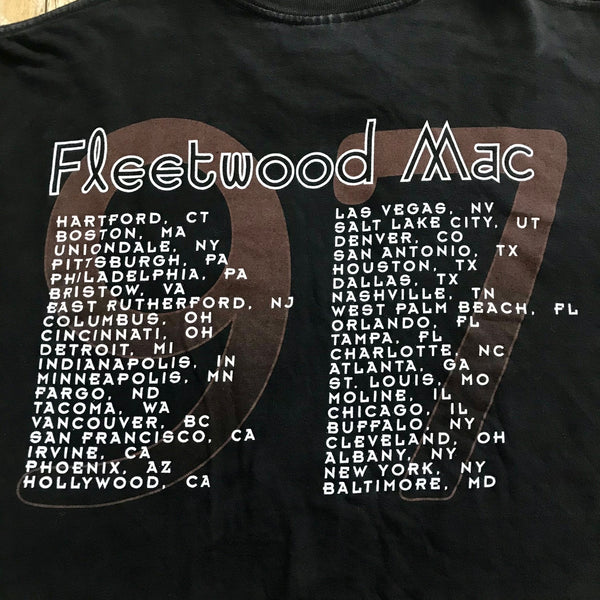 97
Fleetwood Mac
HARTFORD, CT
BOSTON, MA
UNIONDALE, NY
PITTSBURGH, PA
PHILADELPHIA, PA
BRISTOW, VA
EAST RUTHERFORD, NJ
COLUMBUS, OH
CINCINNATI, OH
DETROIT, MI
INDIANAPOLIS, IN
MINNEAPOLIS, MN
FARGO, ND
TACOMA, WA
VANCOUVER, BC
SAN FRANCISCO, CA
IRVINE, CA
PHOENIX, AZ
HOLLYWOOD, CA
LAS VEGAS, NV
SALT LAKE CITY, UT
DENVER, CO
SAN ANTONIO, TX
HOUSTON, TX
DALLAS, TX
NASHVILLE, TN
WEST PALM BEACH, FL
ORLANDO, FL
TAMPA, FL
CHARLOTTE, NC
ATLANTA, GA
ST. LOUIS, MO
MOLINE, IL
CHICAGO, IL
BUFFALO, NY
CLEVELAND, OH
ALBANY, NY
NEW YORK, NY
BALTIMORE, MD